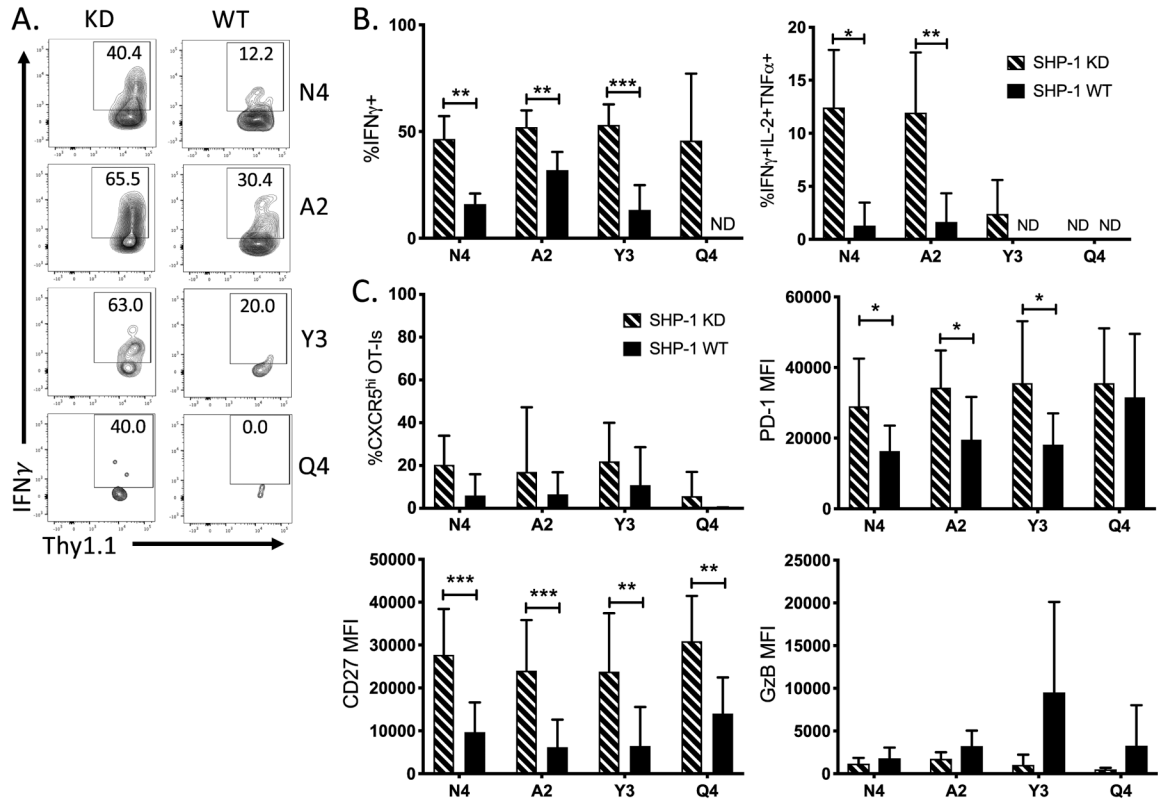 A.
KD WT
40.4 12.2 N4
65.5 30.4 A2
63.0 20.0 Y3
40.0 0.0 Q4
IFNγ
Thy1.1
B.
%IFNγ+
100
50
0
** ** *** ND
N4 A2 Y3 Q4
%IFNγ+IL-2+TNFα+
20
15
10
5
0
* ** ND ND ND
N4 A2 Y3 Q4
SHP-1 KD
SHP-1 WT
C.
%CXCR5hi OT-Is
100
80
60
40
20
0
N4 A2 Y3 Q4
SHP-1 KD
SHP-1 WT
PD-1 MFI
60000
40000
20000
0
* * *
N4 A2 Y3 Q4
CD27 MFI
50000
40000
30000
20000
10000
0
*** *** ** **
N4 A2 Y3 Q4
GzB MFI
25000
20000
15000
10000
5000
0
N4 A2 Y3 Q4